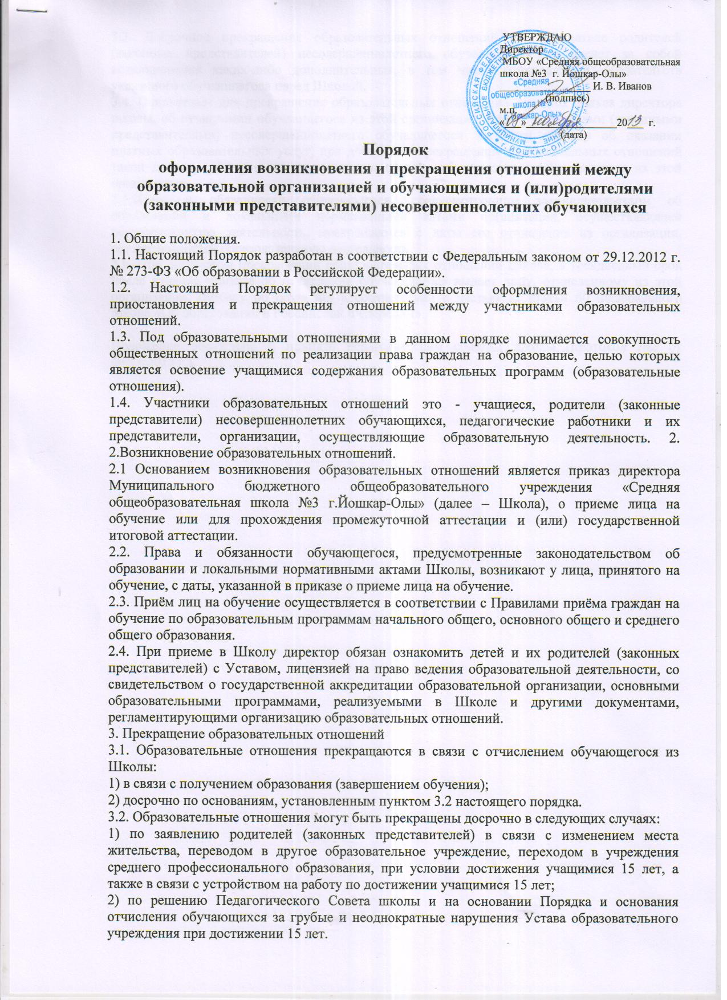 УТВЕРЖДАЮ
Директор
МБОУ «Средняя общеобразовательная
школа №3 г. Йошкар-Олы»
И. В. Иванов
(подпись)
м.п.
«08» ноября 2013 г.
(дата)
«Средняя
общеобразовательная
школа № 3
г. Йошкар-Олы»
Порядок
оформления возникновения и прекращения отношений между
образовательной организацией и обучающимися и (или)родителями
(законными представителями) несовершеннолетних обучающихся
1. Общие положения.
1.1. Настоящий Порядок разработан в соответствии с Федеральным законом от 29.12.2012 г.
№ 273-ФЗ «Об образовании в Российской Федерации».
1.2. Настоящий Порядок регулирует особенности оформления возникновения,
приостановления и прекращения отношений между участниками образовательных
отношений.
1.3. Под образовательными отношениями в данном порядке понимается совокупность
общественных отношений по реализации права граждан на образование, целью которых
является освоение учащимися содержания образовательных программ (образовательные
отношения).
1.4. Участники образовательных отношений это - учащиеся, родители (законные
представители) несовершеннолетних обучающихся, педагогические работники и их
представители, организации, осуществляющие образовательную деятельность. 2.
2.Возникновение образовательных отношений.
2.1 Основанием возникновения образовательных отношений является приказ директора
Муниципального бюджетного общеобразовательного учреждения «Средняя
общеобразовательная школа №3 г.Йошкар-Олы» (далее – Школа), о приеме лица на
обучение или для прохождения промежуточной аттестации и (или) государственной
итоговой аттестации.
2.2. Права и обязанности обучающегося, предусмотренные законодательством об
образовании и локальными нормативными актами Школы, возникают у лица, принятого на
обучение, с даты, указанной в приказе о приеме лица на обучение.
2.3. Приём лиц на обучение осуществляется в соответствии с Правилами приёма граждан на
обучение по образовательным программам начального общего, основного общего и среднего
общего образования.
2.4. При приеме в Школу директор обязан ознакомить детей и их родителей (законных
представителей) с Уставом, лицензией на право ведения образовательной деятельности, со
свидетельством о государственной аккредитации образовательной организации, основными
образовательными программами, реализуемыми в Школе и другими документами,
регламентирующими организацию образовательных отношений.
3. Прекращение образовательных отношений
3.1. Образовательные отношения прекращаются в связи с отчислением обучающегося из
Школы:
1) в связи с получением образования (завершением обучения);
2) досрочно по основаниям, установленным пунктом 3.2 настоящего порядка.
3.2. Образовательные отношения могут быть прекращены досрочно в следующих случаях:
1) по заявлению родителей (законных представителей) в связи с изменением места
жительства, переводом в другое образовательное учреждение, переходом в учреждения
среднего профессионального образования, при условии достижения учащимися 15 лет, а
также в связи с устройством на работу по достижении учащимися 15 лет;
2) по решению Педагогического Совета школы и на основании Порядка и основания
отчисления обучающихся за грубые и неоднократные нарушения Устава образовательного
учреждения при достижении 15 лет.